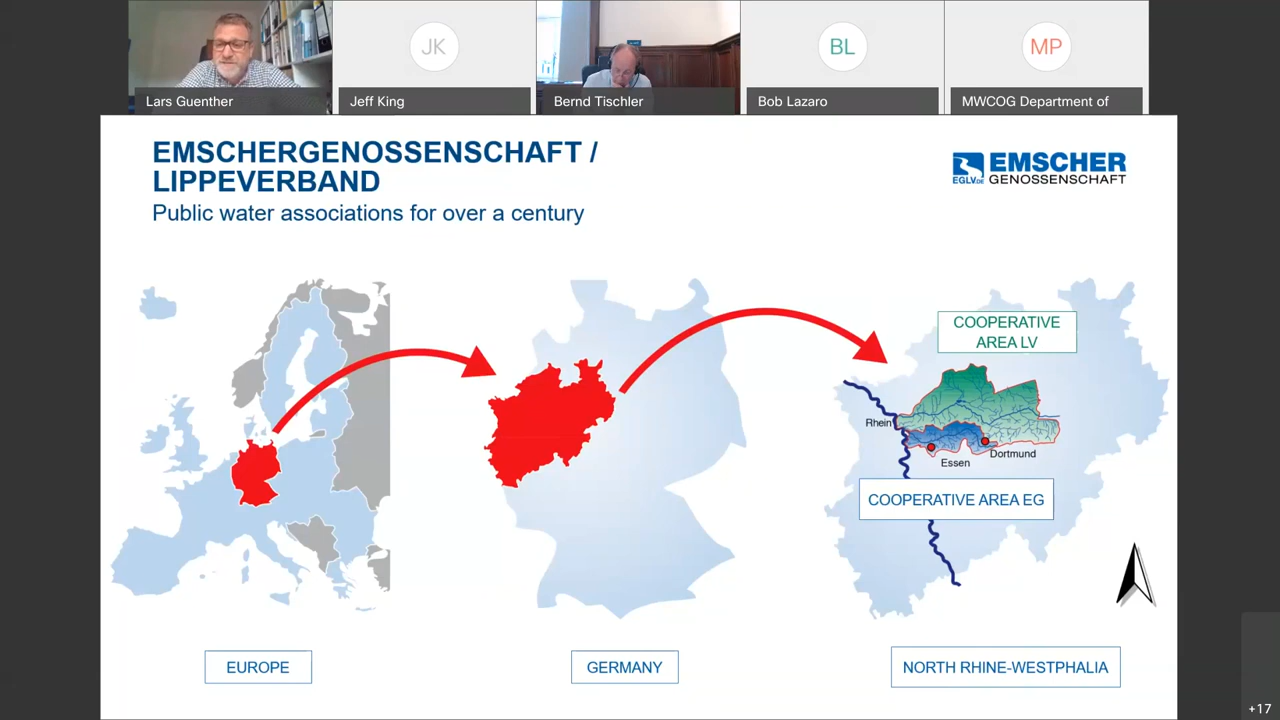 JK
BL
MP
Lars Guenther
Jeff King
Bernd Tischler
Bob Lazaro
MWCOG Department of
EMSCHERGENOSSENSCHAFT /
LIPPEVERBAND
Public water associations for over a century
EGLV.DE
EMSCHER
GENOSSENSCHAFT
COOPERATIVE
AREA LV
Rhein
Dortmund
Essen
COOPERATIVE AREA EG
EUROPE
GERMANY
NORTH RHINE-WESTPHALIA
+17